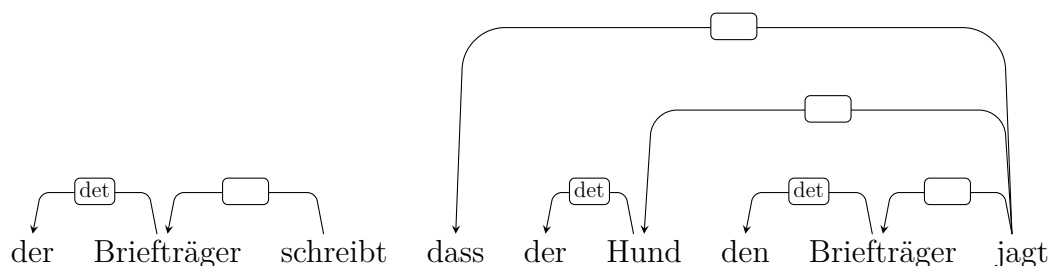 det det det
der Briefträger schreibt dass der Hund den Briefträger jagt